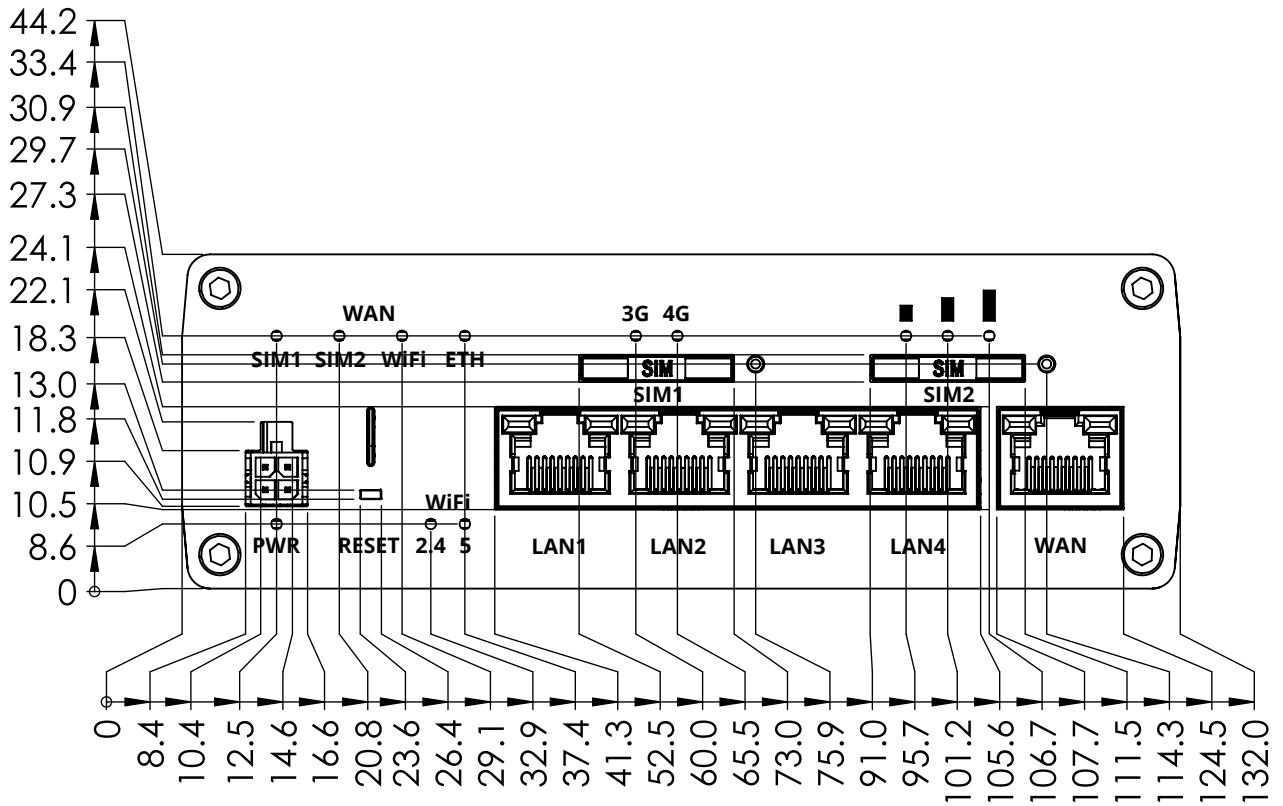 44.2
33.4
30.9
29.7
27.3
24.1
22.1
18.3
13.0
11.8
10.9
10.5
8.6
0
WAN
3G 4G
SIM1 SIM2 WiFi ETH
SIM SIM
SIM1 SIM2
WiFi
PWR RESET 2.4 5 LAN1 LAN2 LAN3 LAN4 WAN
0 8.4 10.4 12.5 14.6 16.6 20.8 23.6 26.4 29.1 32.9 37.4 41.3 52.5 60.0 65.5 73.0 75.9 91.0 95.7 101.2 105.6 106.7 107.7 111.5 114.3 124.5 132.0